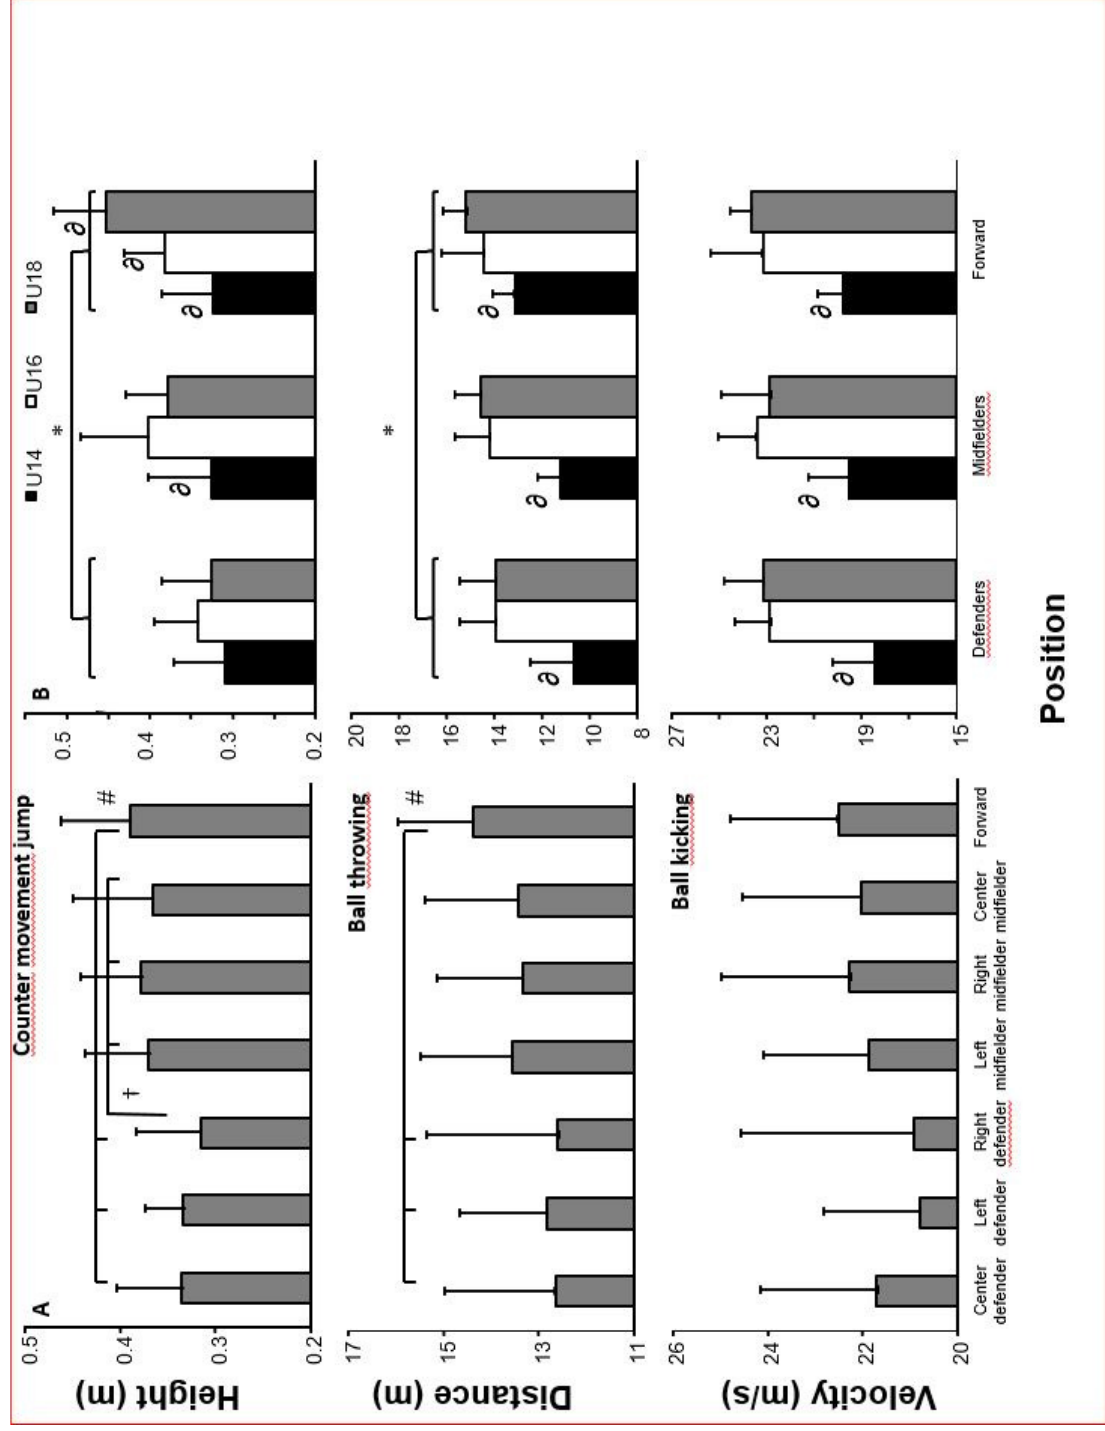 Counter movement jump
A
Height (m)
0.5
0.4
0.3
0.2
#
†
■U14 □U16 ■U18
B
0.5
0.4
0.3
0.2
*
∂
∂
∂
∂
Ball throwing
Distance (m)
17
15
13
11
#
20
18
16
14
12
10
8
*
∂
∂
∂
Ball kicking
Velocity (m/s)
26
24
22
20
27
23
19
15
∂
∂
∂
Center defender
Left defender
Right defender
Left midfielder
Right midfielder
Center midfielder
Forward
Defenders
Midfielders
Forward
Position